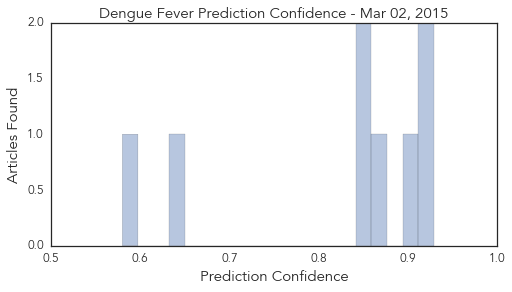 Dengue Fever Prediction Confidence - Mar 02, 2015
2.0
1.5
1.0
0.5
0.0
Articles Found
0.5 0.6 0.7 0.8 0.9 1.0
Prediction Confidence